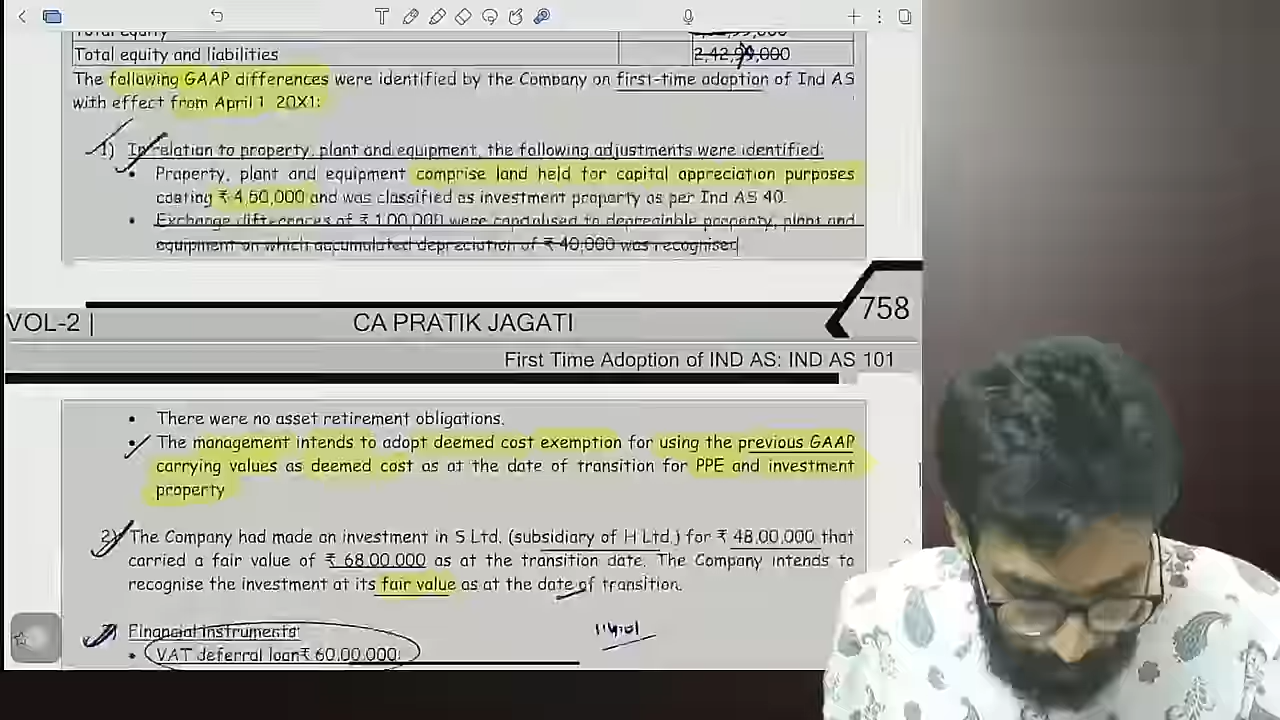 Total equity
Total equity and liabilities
The following GAAP differences were identified by the Company on first-time adoption of Ind AS
with effect from April 1 20X1:
1) In relation to property, plant and equipment, the following adjustments were identified:
• Property, plant and equipment comprise land held for capital appreciation purposes
costing ₹ 4,50,000 and was classified as investment property as per Ind AS 40.
• Exchange differences of ₹ 1,00,000 were capitalised to depreciable property, plant and
equipment on which accumulated depreciation of ₹ 40,000 was recognised
758
VOL-2 |
CA PRATIK JAGATI
First Time Adoption of IND AS: IND AS 101
• There were no asset retirement obligations.
• The management intends to adopt deemed cost exemption for using the previous GAAP
carrying values as deemed cost as at the date of transition for PPE and investment
property
2) The Company had made an investment in S Ltd. (subsidiary of H Ltd.) for ₹ 48,00,000 that
carried a fair value of ₹ 68,00,000 as at the transition date. The Company intends to
recognise the investment at its fair value as at the date of transition.
Financial instruments:
• VAT deferral loan ₹ 60,00,000: